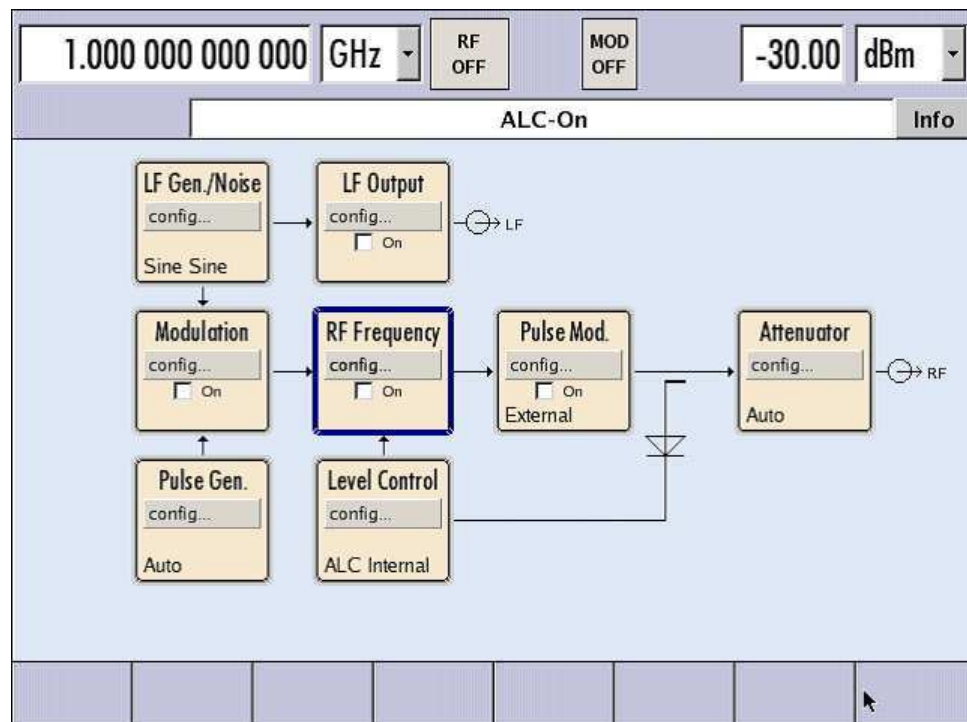 1.000 000 000 000 GHz RF OFF MOD OFF -30.00 dBm
ALC-On Info
LF Gen./Noise
config...
Sine Sine
LF Output
config...
On
LF
Modulation
config...
On
RF Frequency
config...
On
Pulse Mod.
config...
On
External
Attenuator
config...
Auto
RF
Pulse Gen.
config...
Auto
Level Control
config...
ALC Internal